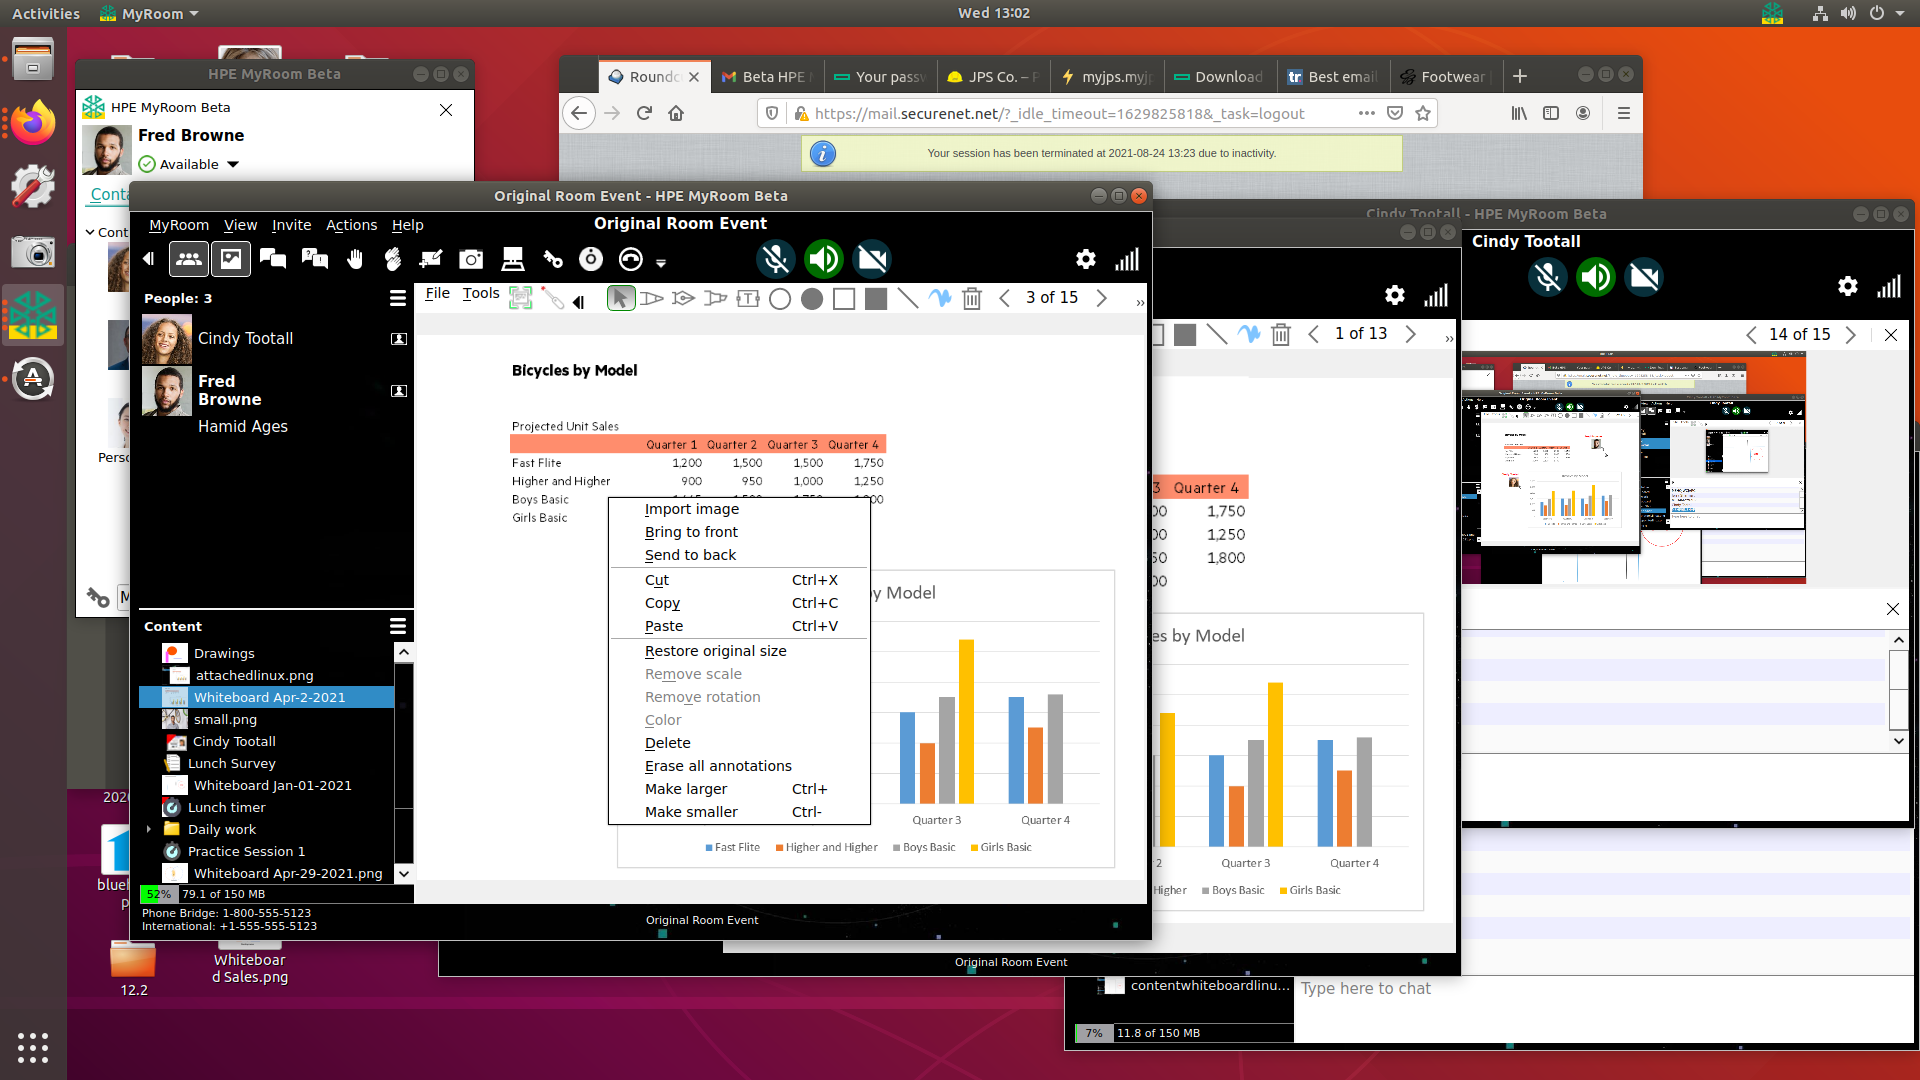 Activities MyRoom
Wed 13:02
HPE MyRoom Beta
HPE MyRoom Beta
Fred Browne
Available
Conta
Cont
Perso
M
Roundc
Beta HPE
Your passw
JPS Co. –
myjps.myjp
Download
Best email
Footwear
https://mail.securenet.net/?_idle_timeout=1629825818&_task=logout
Your session has been terminated at 2021-08-24 13:23 due to inactivity.
Original Room Event - HPE MyRoom Beta
MyRoom View Invite Actions Help
Original Room Event
People: 3
Cindy Tootall
Fred
Browne
Hamid Ages
Content
Drawings
attachedlinux.png
Whiteboard Apr-2-2021
small.png
Cindy Tootall
Lunch Survey
Whiteboard Jan-01-2021
Lunch timer
Daily work
Practice Session 1
Whiteboard Apr-29-2021.png
52% 79.1 of 150 MB
Phone Bridge: 1-800-555-5123
International: +1-555-555-5123
Original Room Event
File Tools
3 of 15
Bicycles by Model
Projected Unit Sales
Quarter 1 Quarter 2 Quarter 3 Quarter 4
Fast Flite 1,200 1,500 1,500 1,750
Higher and Higher 900 950 1,000 1,250
Boys Basic
Girls Basic
Import image
Bring to front
Send to back
Cut Ctrl+X
Copy Ctrl+C
Paste Ctrl+V
Restore original size
Remove scale
Remove rotation
Color
Delete
Erase all annotations
Make larger Ctrl+
Make smaller Ctrl-
y Model
Quarter 3 Quarter 4
Fast Flite Higher and Higher Boys Basic Girls Basic
1 of 13
3 Quarter 4
00 1,750
00 1,250
50 1,800
00
es by Model
2 Quarter 3 Quarter 4
Higher Boys Basic Girls Basic
Original Room Event
Cindy Tootall - HPE MyRoom Beta
Cindy Tootall
14 of 15
contentwhiteboardlinu...
7% 11.8 of 150 MB
Type here to chat
202
blueh
p
12.2
Whiteboar
d Sales.png